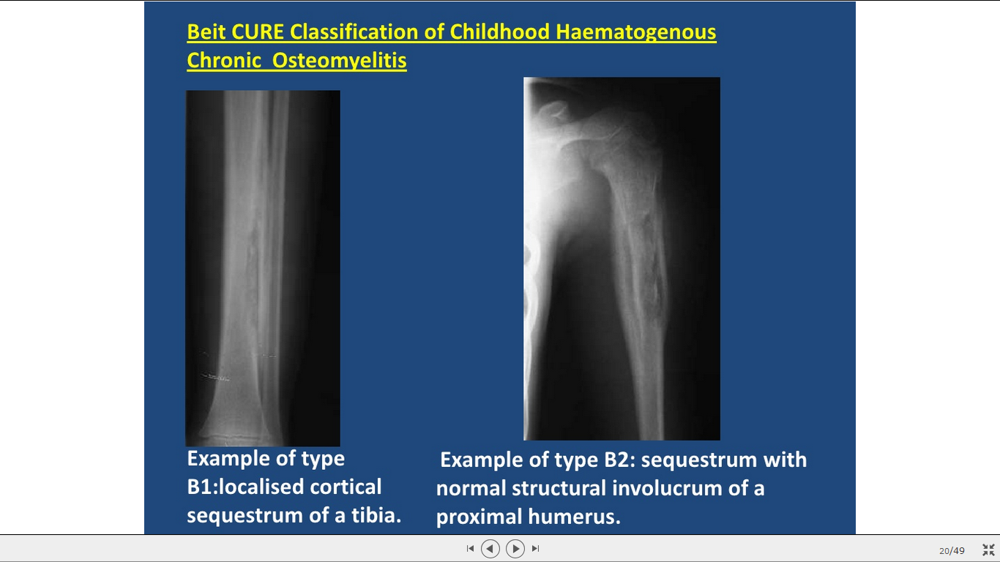 Beit CURE Classification of Childhood Haematogenous
Chronic  Osteomyelitis
Example of type
B1:localised cortical
sequestrum of a tibia.
Example of type B2: sequestrum with
normal structural involucrum of a
proximal humerus.
20/49